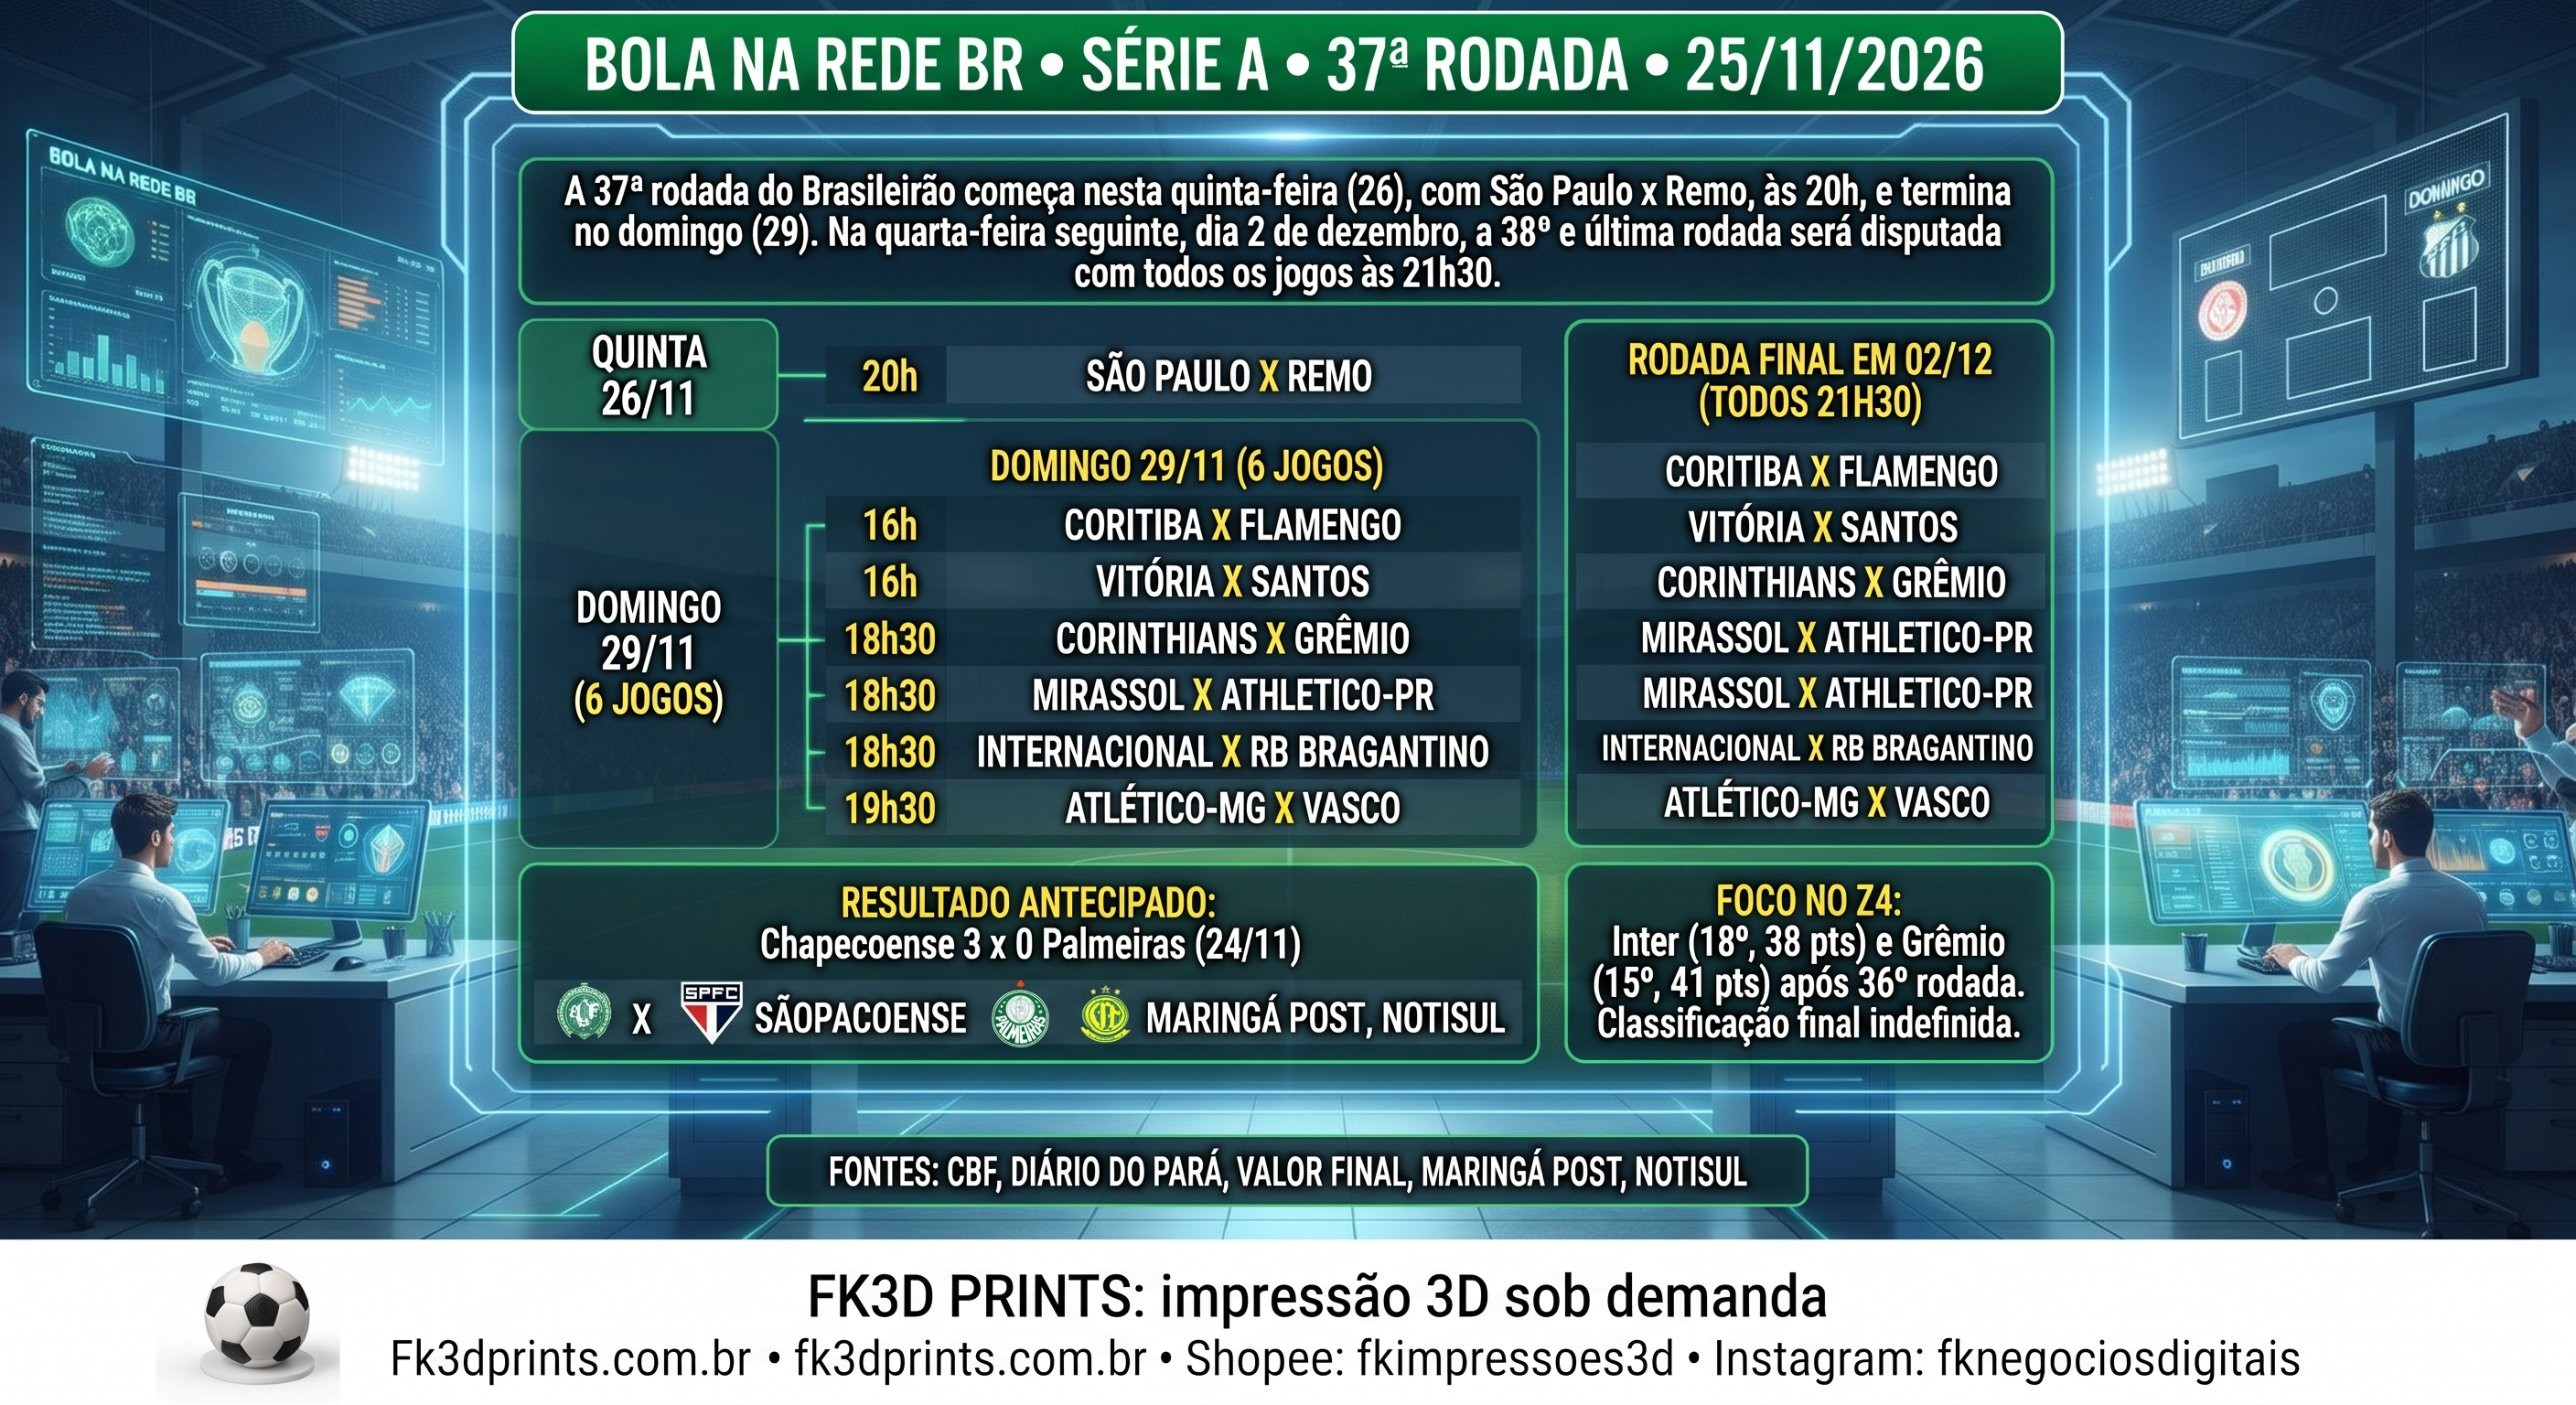 BOLA NA REDE BR • SÉRIE A • 37ª RODADA • 25/11/2026
BOLA NA REDE BR
DOMNINGO
A 37ª rodada do Brasileirão começa nesta quinta-feira (26), com São Paulo x Remo, às 20h, e termina
no domingo (29). Na quarta-feira seguinte, dia 2 de dezembro, a 38ª e última rodada será disputada
com todos os jogos às 21h30.
QUINTA
26/11
20h SÃO PAULO X REMO
DOMINGO
29/11
(6 JOGOS)
DOMINGO 29/11 (6 JOGOS)
16h CORITIBA X FLAMENGO
16h VITÓRIA X SANTOS
18h30 CORINTHIANS X GRÊMIO
18h30 MIRASSOL X ATHLETICO-PR
18h30 INTERNACIONAL X RB BRAGANTINO
19h30 ATLÉTICO-MG X VASCO
RODADA FINAL EM 02/12
(TODOS 21H30)
CORITIBA X FLAMENGO
VITÓRIA X SANTOS
CORINTHIANS X GRÊMIO
MIRASSOL X ATHLETICO-PR
MIRASSOL X ATHLETICO-PR
INTERNACIONAL X RB BRAGANTINO
ATLÉTICO-MG X VASCO
RESULTADO ANTECIPADO:
Chapecoense 3 x 0 Palmeiras (24/11)
X SPFC SÃOPACOENSE PALMEIRAS MARINGÁ POST, NOTISUL
FOCO NO Z4:
Inter (18º, 38 pts) e Grêmio
(15º, 41 pts) após 36º rodada.
Classificação final indefinida.
FONTES: CBF, DIÁRIO DO PARÁ, VALOR FINAL, MARINGÁ POST, NOTISUL
FK3D PRINTS: impressão 3D sob demanda
Fk3dprints.com.br • fk3dprints.com.br • Shopee: fkimpressoes3d • Instagram: fknegociosdigitais